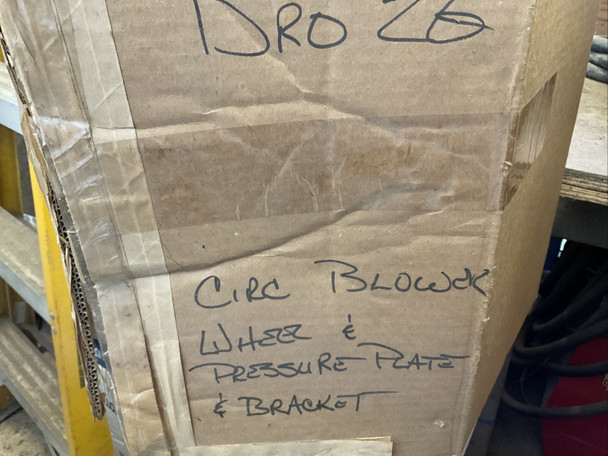 DRO 26
CIRC BLOWER
WHEEL &
PRESSURE PLATE
& BRACKET